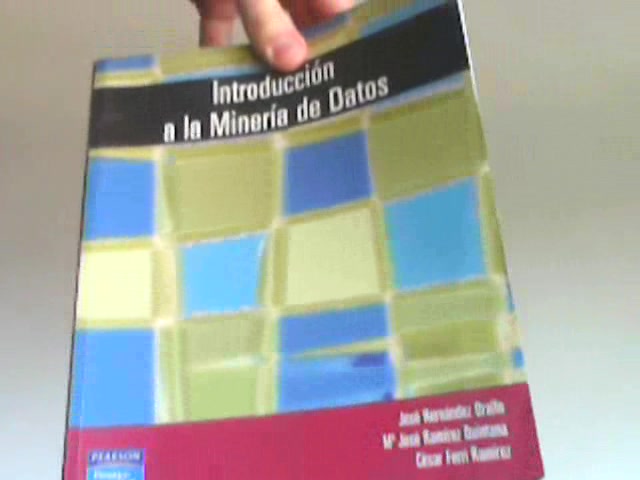 Introducción
a la Minería de Datos
José Hernández Orallo
Mª José Ramírez Quintana
César Ferri Ramírez
PEARSON